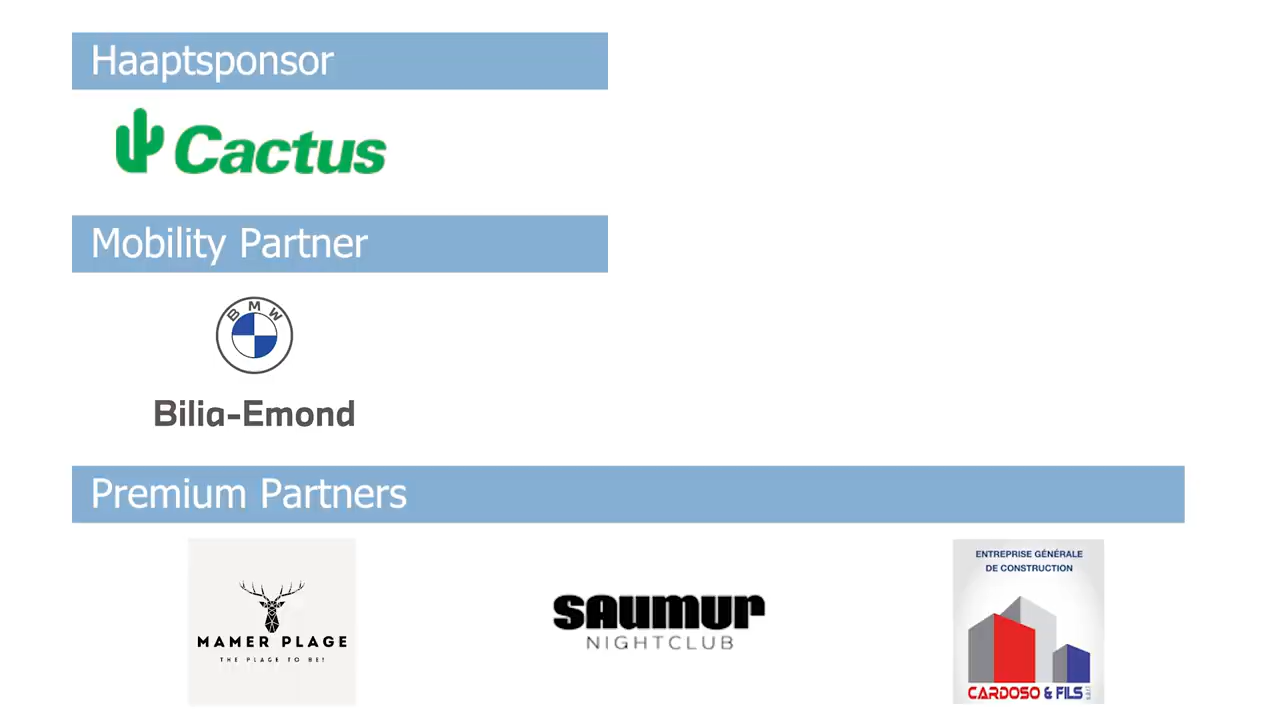 Haaptsponsor
Cactus
Mobility Partner
BMW
Bilia-Emond
Premium Partners
MAMER PLAGE
THE PLAGE TO BE!
SAUMUR
NIGHTCLUB
ENTREPRISE GÉNÉRALE
DE CONSTRUCTION
CARDOSO & FILS